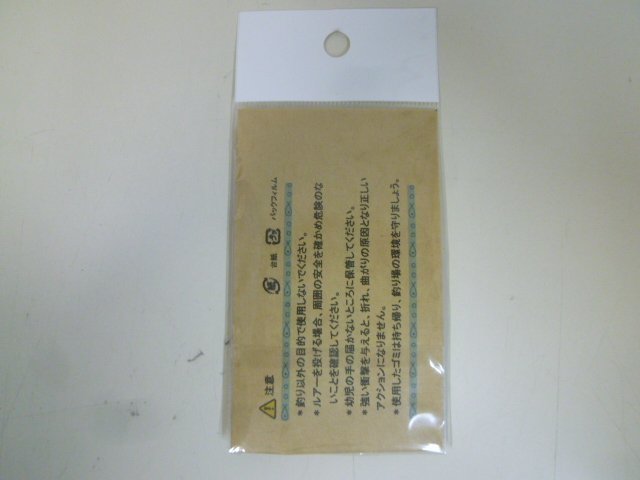 注意
台紙
パックフィルム
＊釣り以外の目的で使用しないでください。
＊ルアーを投げる場合、周囲の安全を確かめ危険のな
いことを確認してください。
＊幼児の手の届かないところに保管してください。
＊強い衝撃を与えると、折れ、曲がりの原因となり正しい
アクションになりません。
＊使用したゴミは持ち帰り、釣り場の環境を守りましょう。